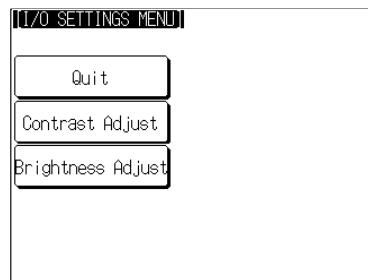 [I/O SETTINGS MENU]
Quit
Contrast Adjust
Brightness Adjust